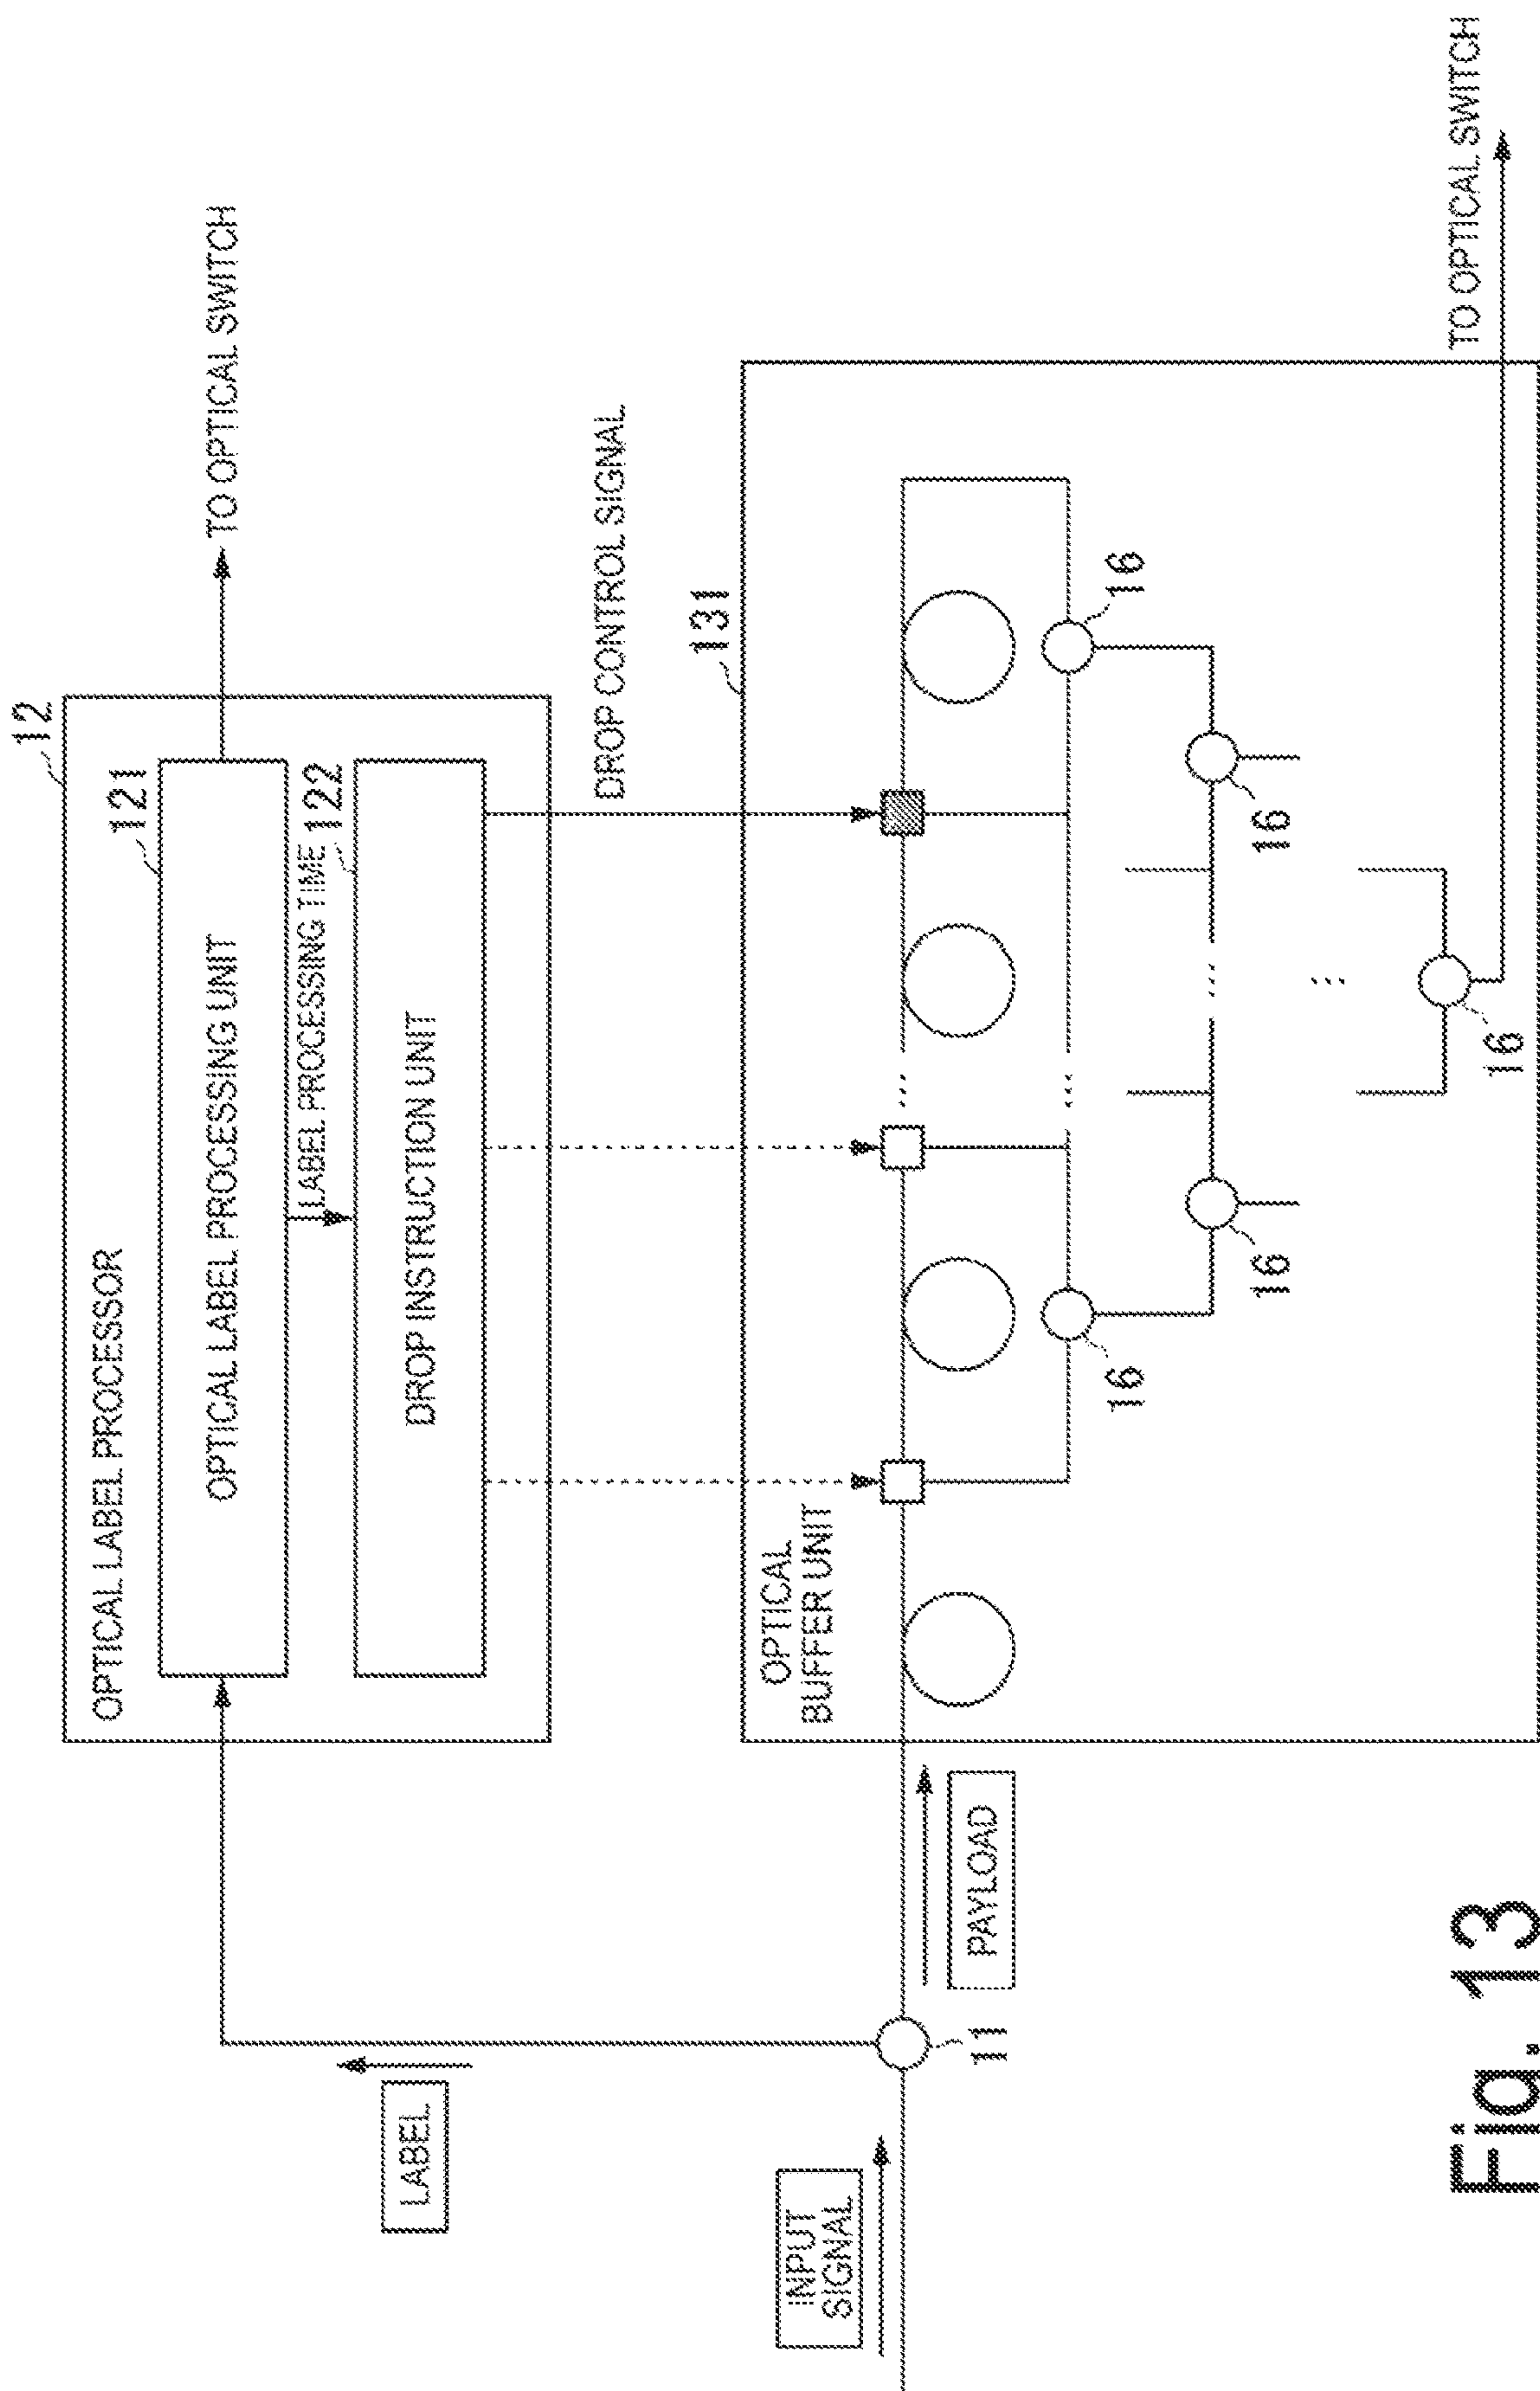 12
OPTICAL LABEL PROCESSOR
121
OPTICAL LABEL PROCESSING UNIT
TO OPTICAL SWITCH
LABEL PROCESSING TIME
122
DROP INSTRUCTION UNIT
LABEL
DROP CONTROL SIGNAL
131
OPTICAL
BUFFER UNIT
INPUT
SIGNAL
11
PAYLOAD
16
16
16
16
16
TO OPTICAL SWITCH
Fig. 13